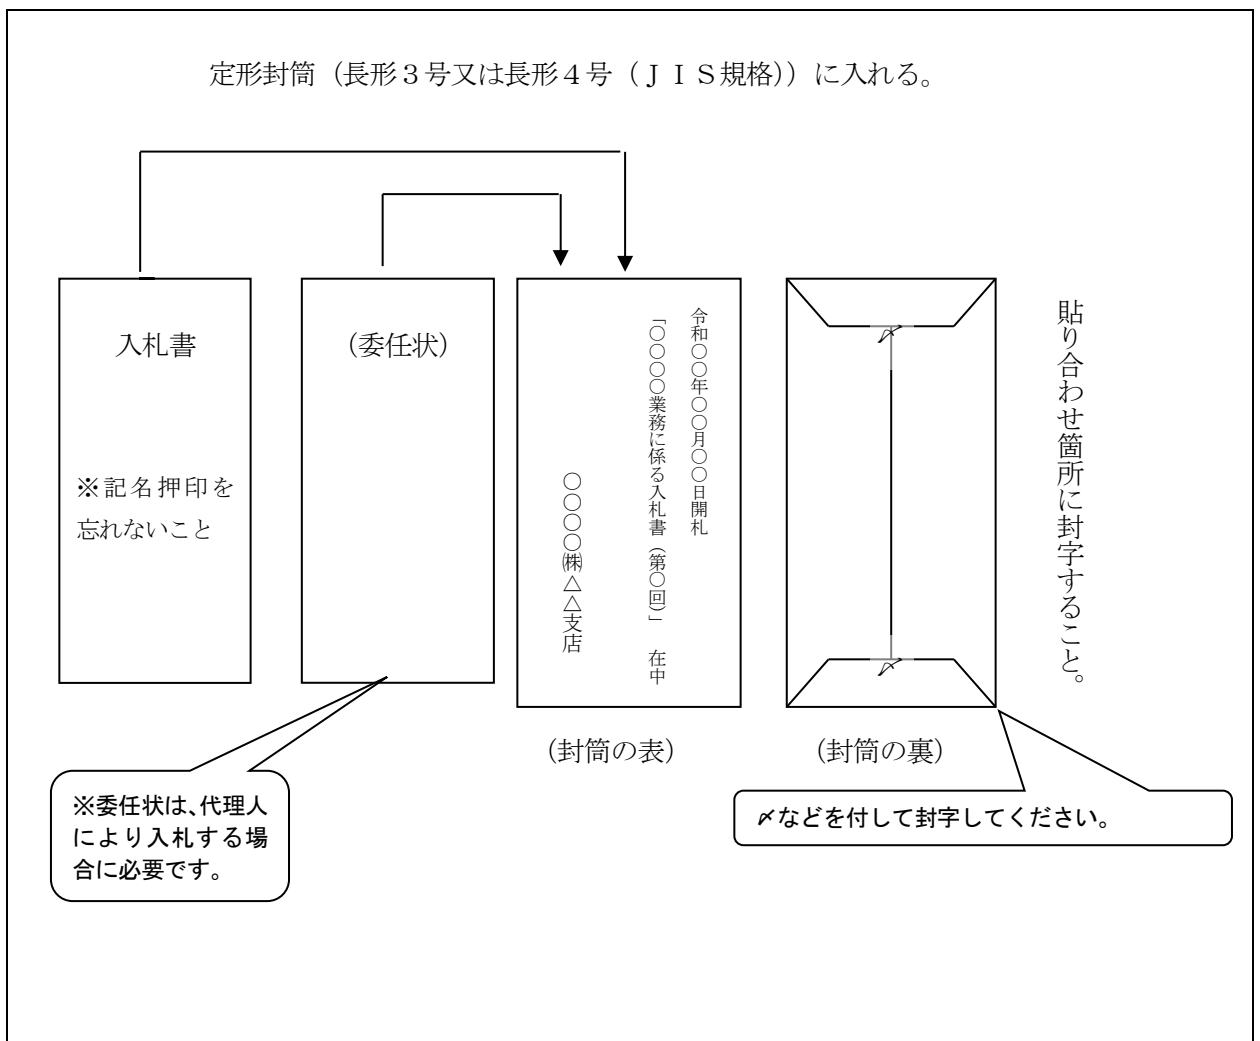 定形封筒（長形３号又は長形４号（ＪＩＳ規格））に入れる。
入札書
※記名押印を
忘れないこと
（委任状）
令和〇〇年〇〇月〇〇日開札
「〇〇〇〇業務に係る入札書（第〇回）」　在中
〇〇〇〇㈱△△支店
〆
〆
貼り合わせ箇所に封字すること。
（封筒の表）
（封筒の裏）
※委任状は、代理人
により入札する場
合に必要です。
〆などを付して封字してください。